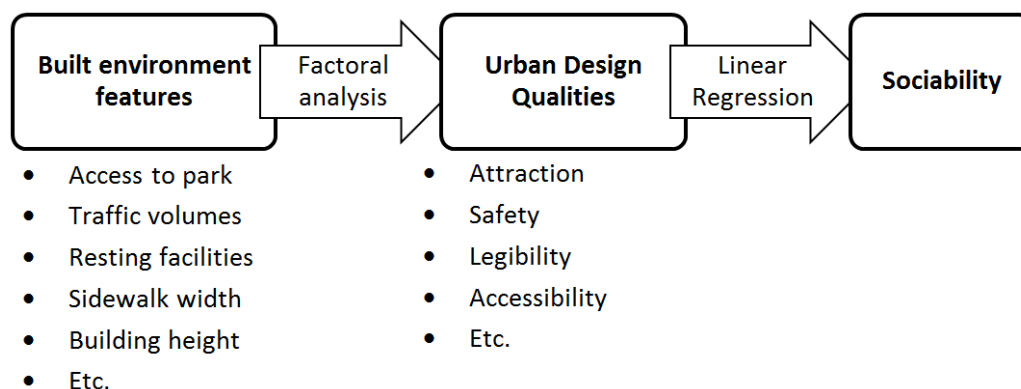 Built environment
features
Factoral
analysis
Urban Design
Qualities
Linear
Regression
Sociability
• Access to park
• Traffic volumes
• Resting facilities
• Sidewalk width
• Building height
• Etc.
• Attraction
• Safety
• Legibility
• Accessibility
• Etc.